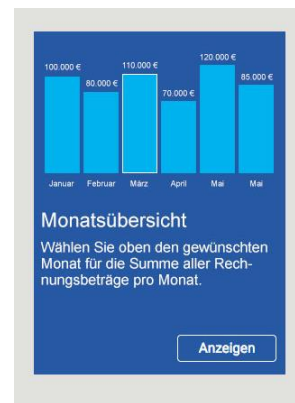 120.000 €
100.000 € 110.000 €
80.000 € 85.000 €
70.000 €
Januar Februar März April Mai Mai
Monatsübersicht
Wählen Sie oben den gewünschten
Monat für die Summe aller Rech-
nungsbeträge pro Monat.
Anzeigen